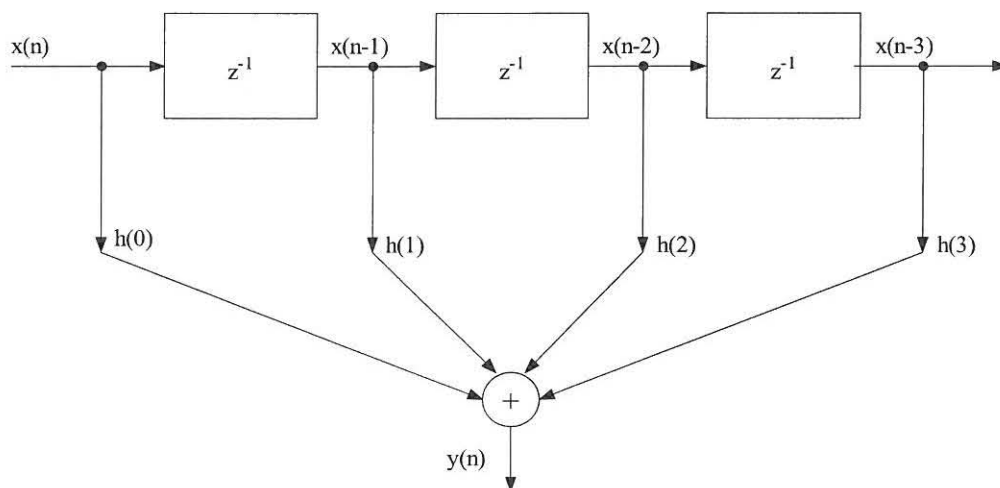 x(n)
x(n-1)
x(n-2)
x(n-3)
z⁻¹
z⁻¹
z⁻¹
h(0)
h(1)
h(2)
h(3)
+
y(n)